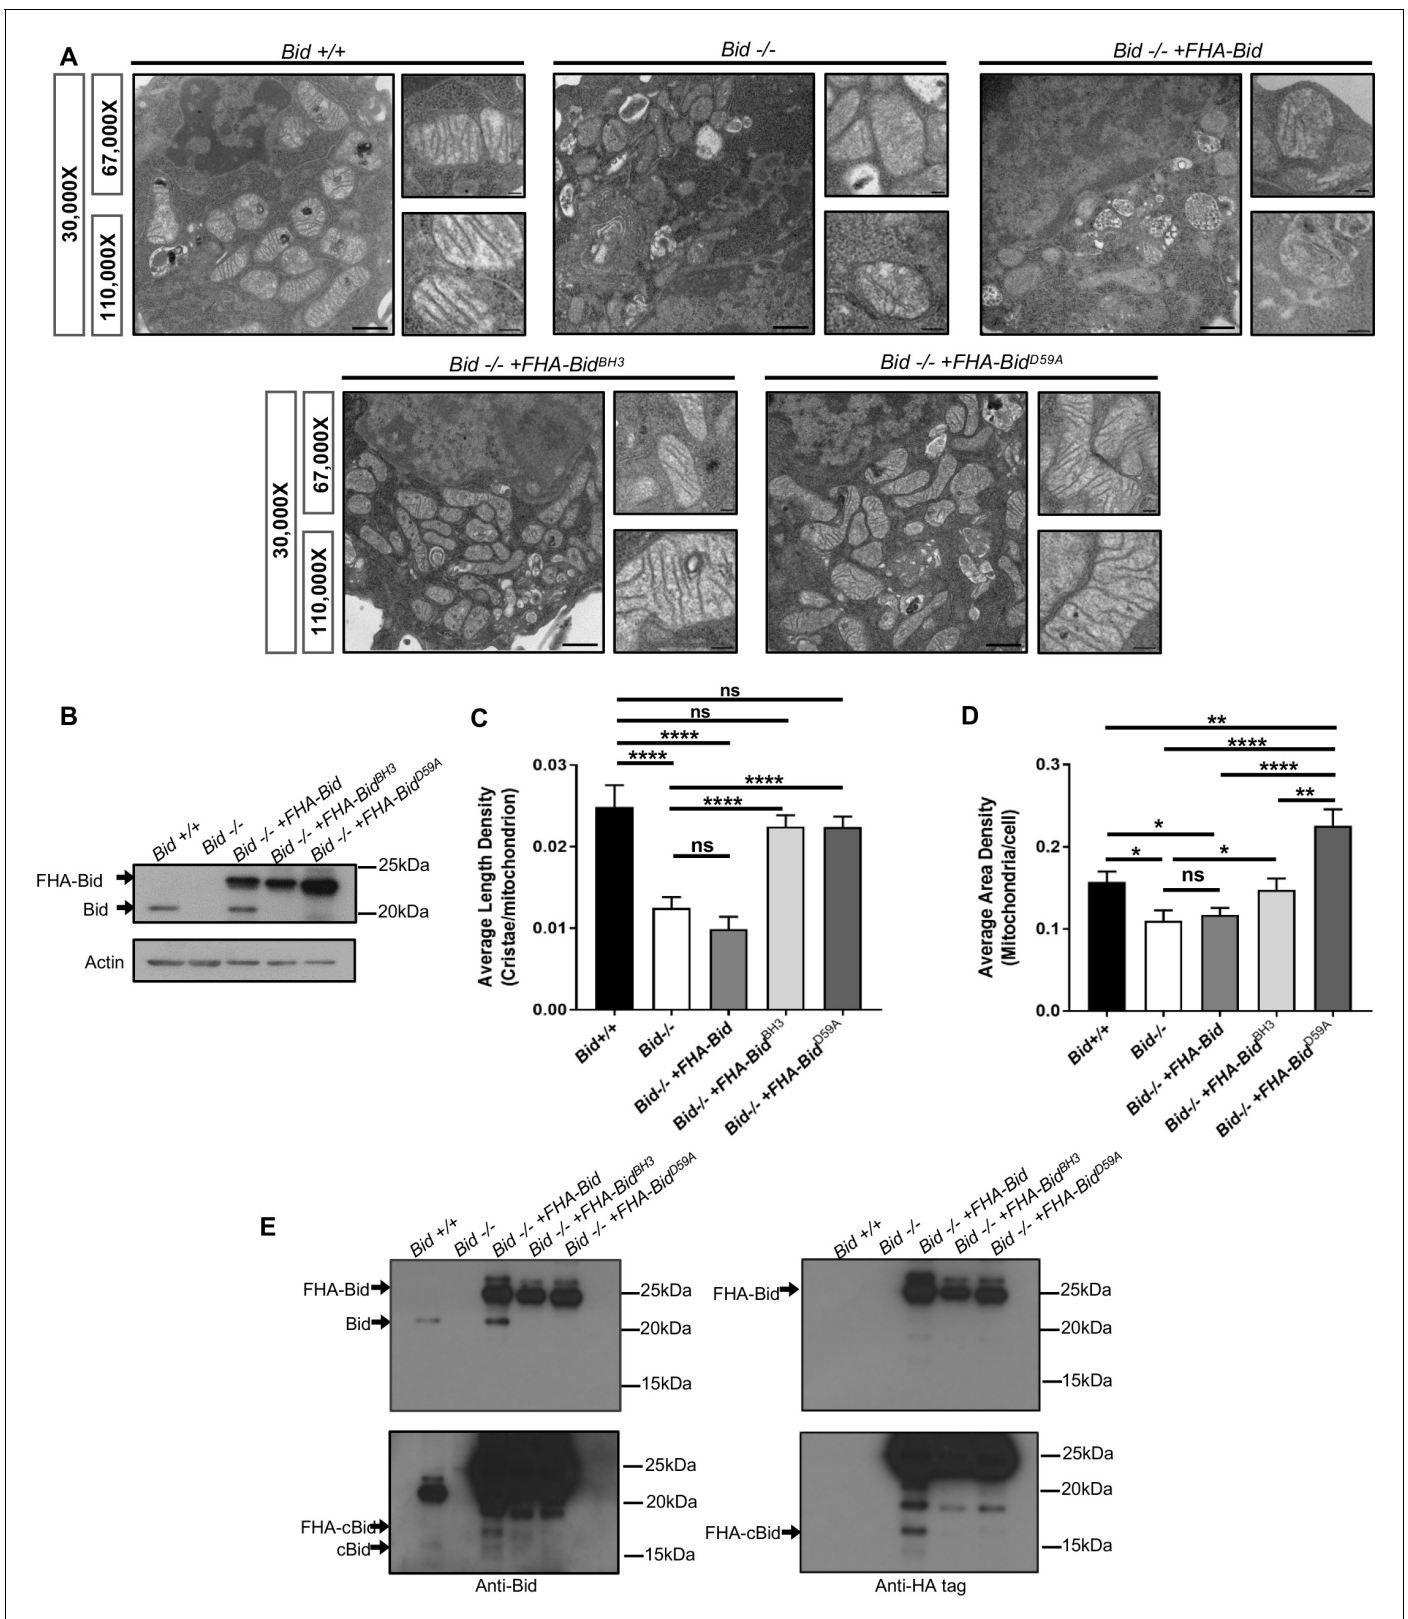 A
Bid +/+
Bid -/-
Bid -/- +FHA-Bid
30,000X
67,000X
110,000X
Bid -/- +FHA-BidBH3
Bid -/- +FHA-BidD59A
30,000X
67,000X
110,000X
B
Bid +/+
Bid -/-
Bid -/- +FHA-Bid
Bid -/- +FHA-BidBH3
Bid -/- +FHA-BidD59A
FHA-Bid
Bid
25kDa
20kDa
Actin
C
ns
ns
****
****
****
****
ns
Average Length Density
(Cristae/mitochondrion)
0.03
0.02
0.01
0.00
Bid+/+
Bid-/-
Bid-/- +FHA-Bid
Bid-/- +FHA-BidBH3
Bid-/- +FHA-BidD59A
D
**
****
****
**
*
*
*
ns
Average Area Density
(Mitochondria/cell)
0.3
0.2
0.1
0.0
Bid+/+
Bid-/-
Bid-/- +FHA-Bid
Bid-/- +FHA-BidBH3
Bid-/- +FHA-BidD59A
E
Bid +/+
Bid -/-
Bid -/- +FHA-Bid
Bid -/- +FHA-BidBH3
Bid -/- +FHA-BidD59A
FHA-Bid
Bid
25kDa
20kDa
15kDa
FHA-cBid
cBid
25kDa
20kDa
15kDa
Anti-Bid
Bid +/+
Bid -/-
Bid -/- +FHA-Bid
Bid -/- +FHA-BidBH3
Bid -/- +FHA-BidD59A
FHA-Bid
25kDa
20kDa
15kDa
FHA-cBid
25kDa
20kDa
15kDa
Anti-HA tag